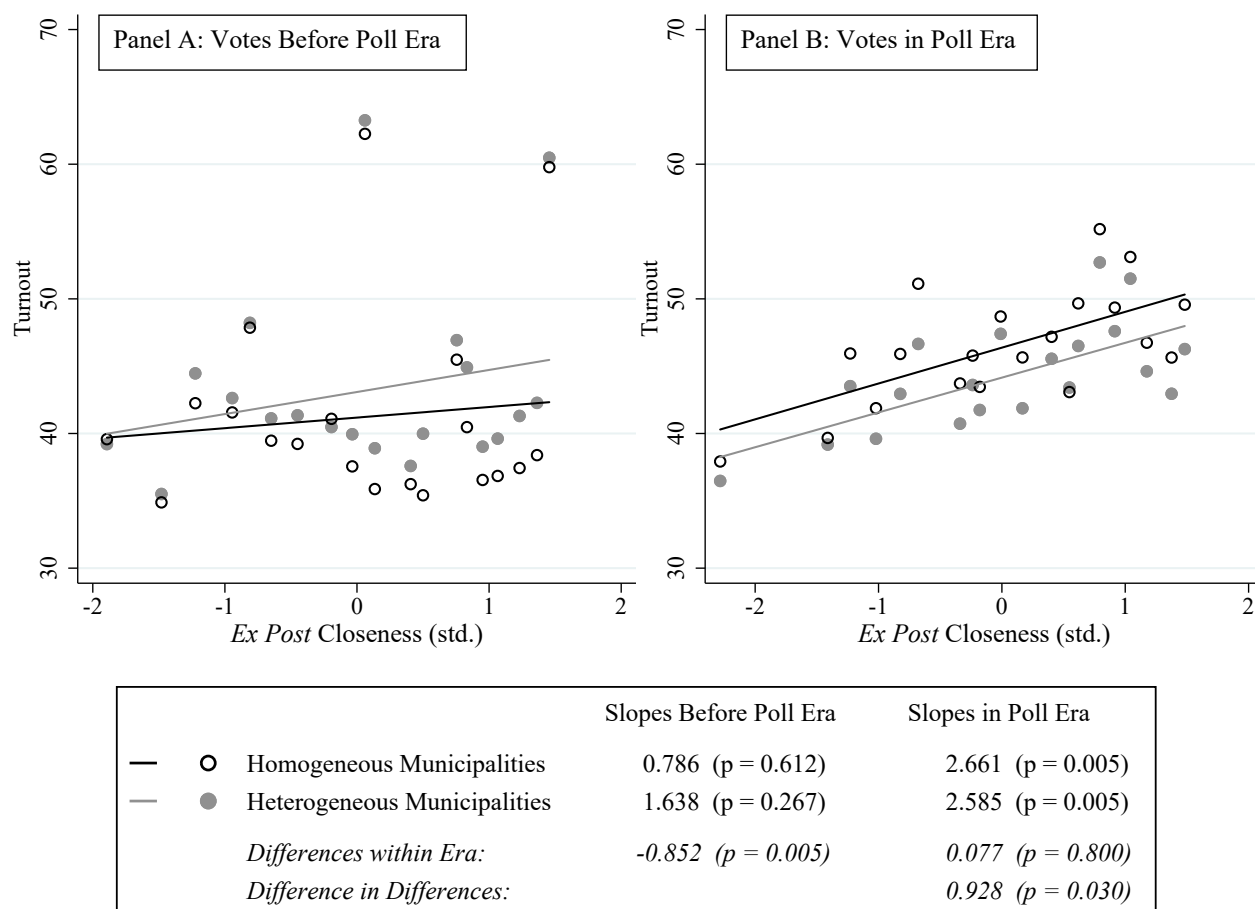 Panel A: Votes Before Poll Era
70
60
50
40
30
Turnout
-2 -1 0 1 2
Ex Post Closeness (std.)
Panel B: Votes in Poll Era
70
60
50
40
30
Turnout
-2 -1 0 1 2
Ex Post Closeness (std.)
Slopes Before Poll Era Slopes in Poll Era
Homogeneous Municipalities 0.786 (p = 0.612) 2.661 (p = 0.005)
Heterogeneous Municipalities 1.638 (p = 0.267) 2.585 (p = 0.005)
Differences within Era: -0.852 (p = 0.005) 0.077 (p = 0.800)
Difference in Differences: 0.928 (p = 0.030)